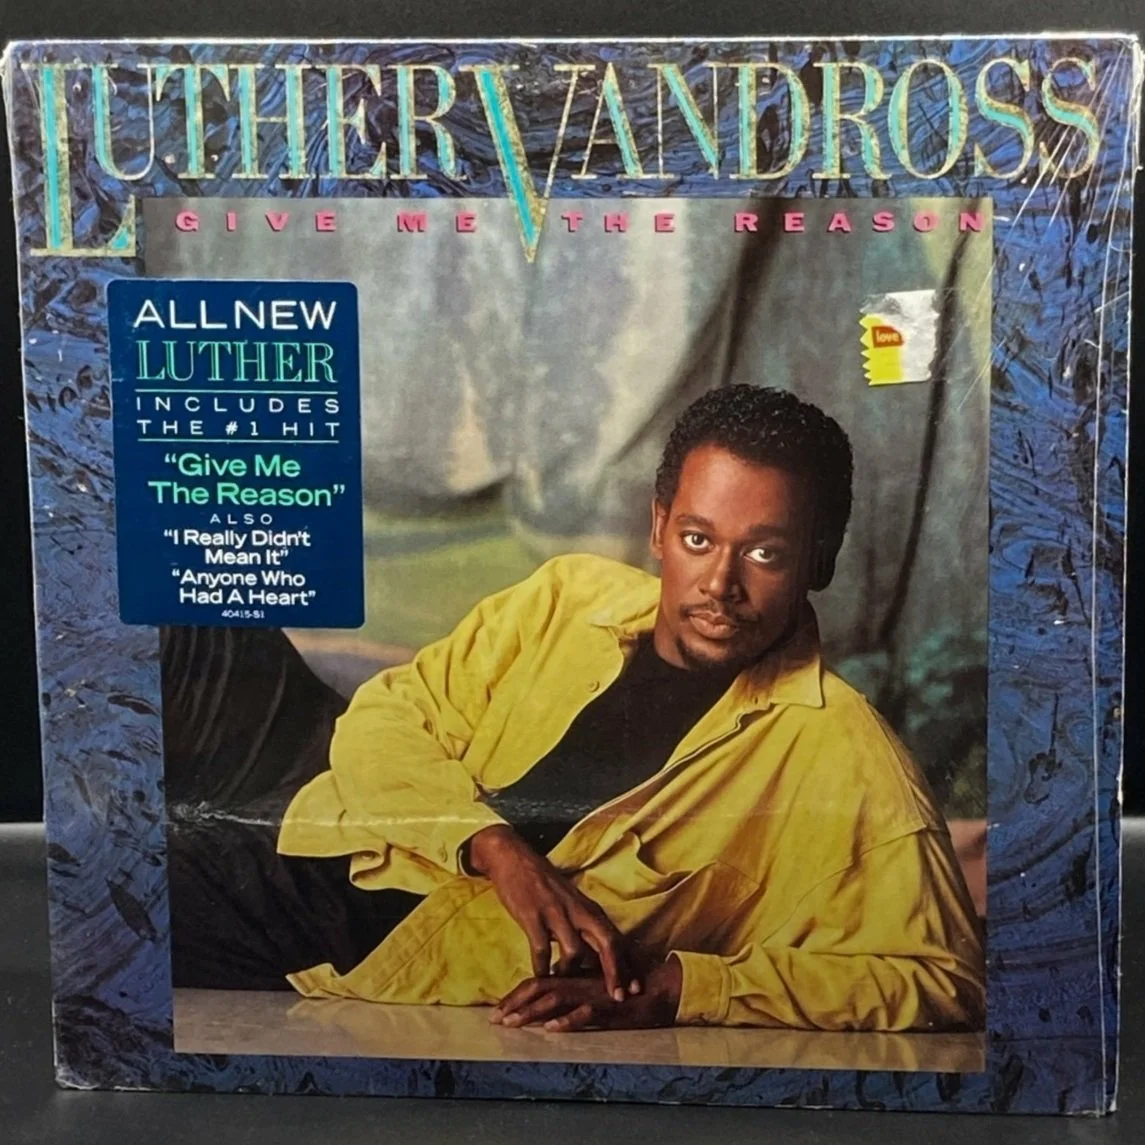 LUTHER VANDROSS
GIVE ME THE REASON
ALL NEW
LUTHER
INCLUDES
THE #1 HIT
“Give Me
The Reason”
ALSO
“I Really Didn't
Mean It”
“Anyone Who
Had A Heart”
40415-S1
love